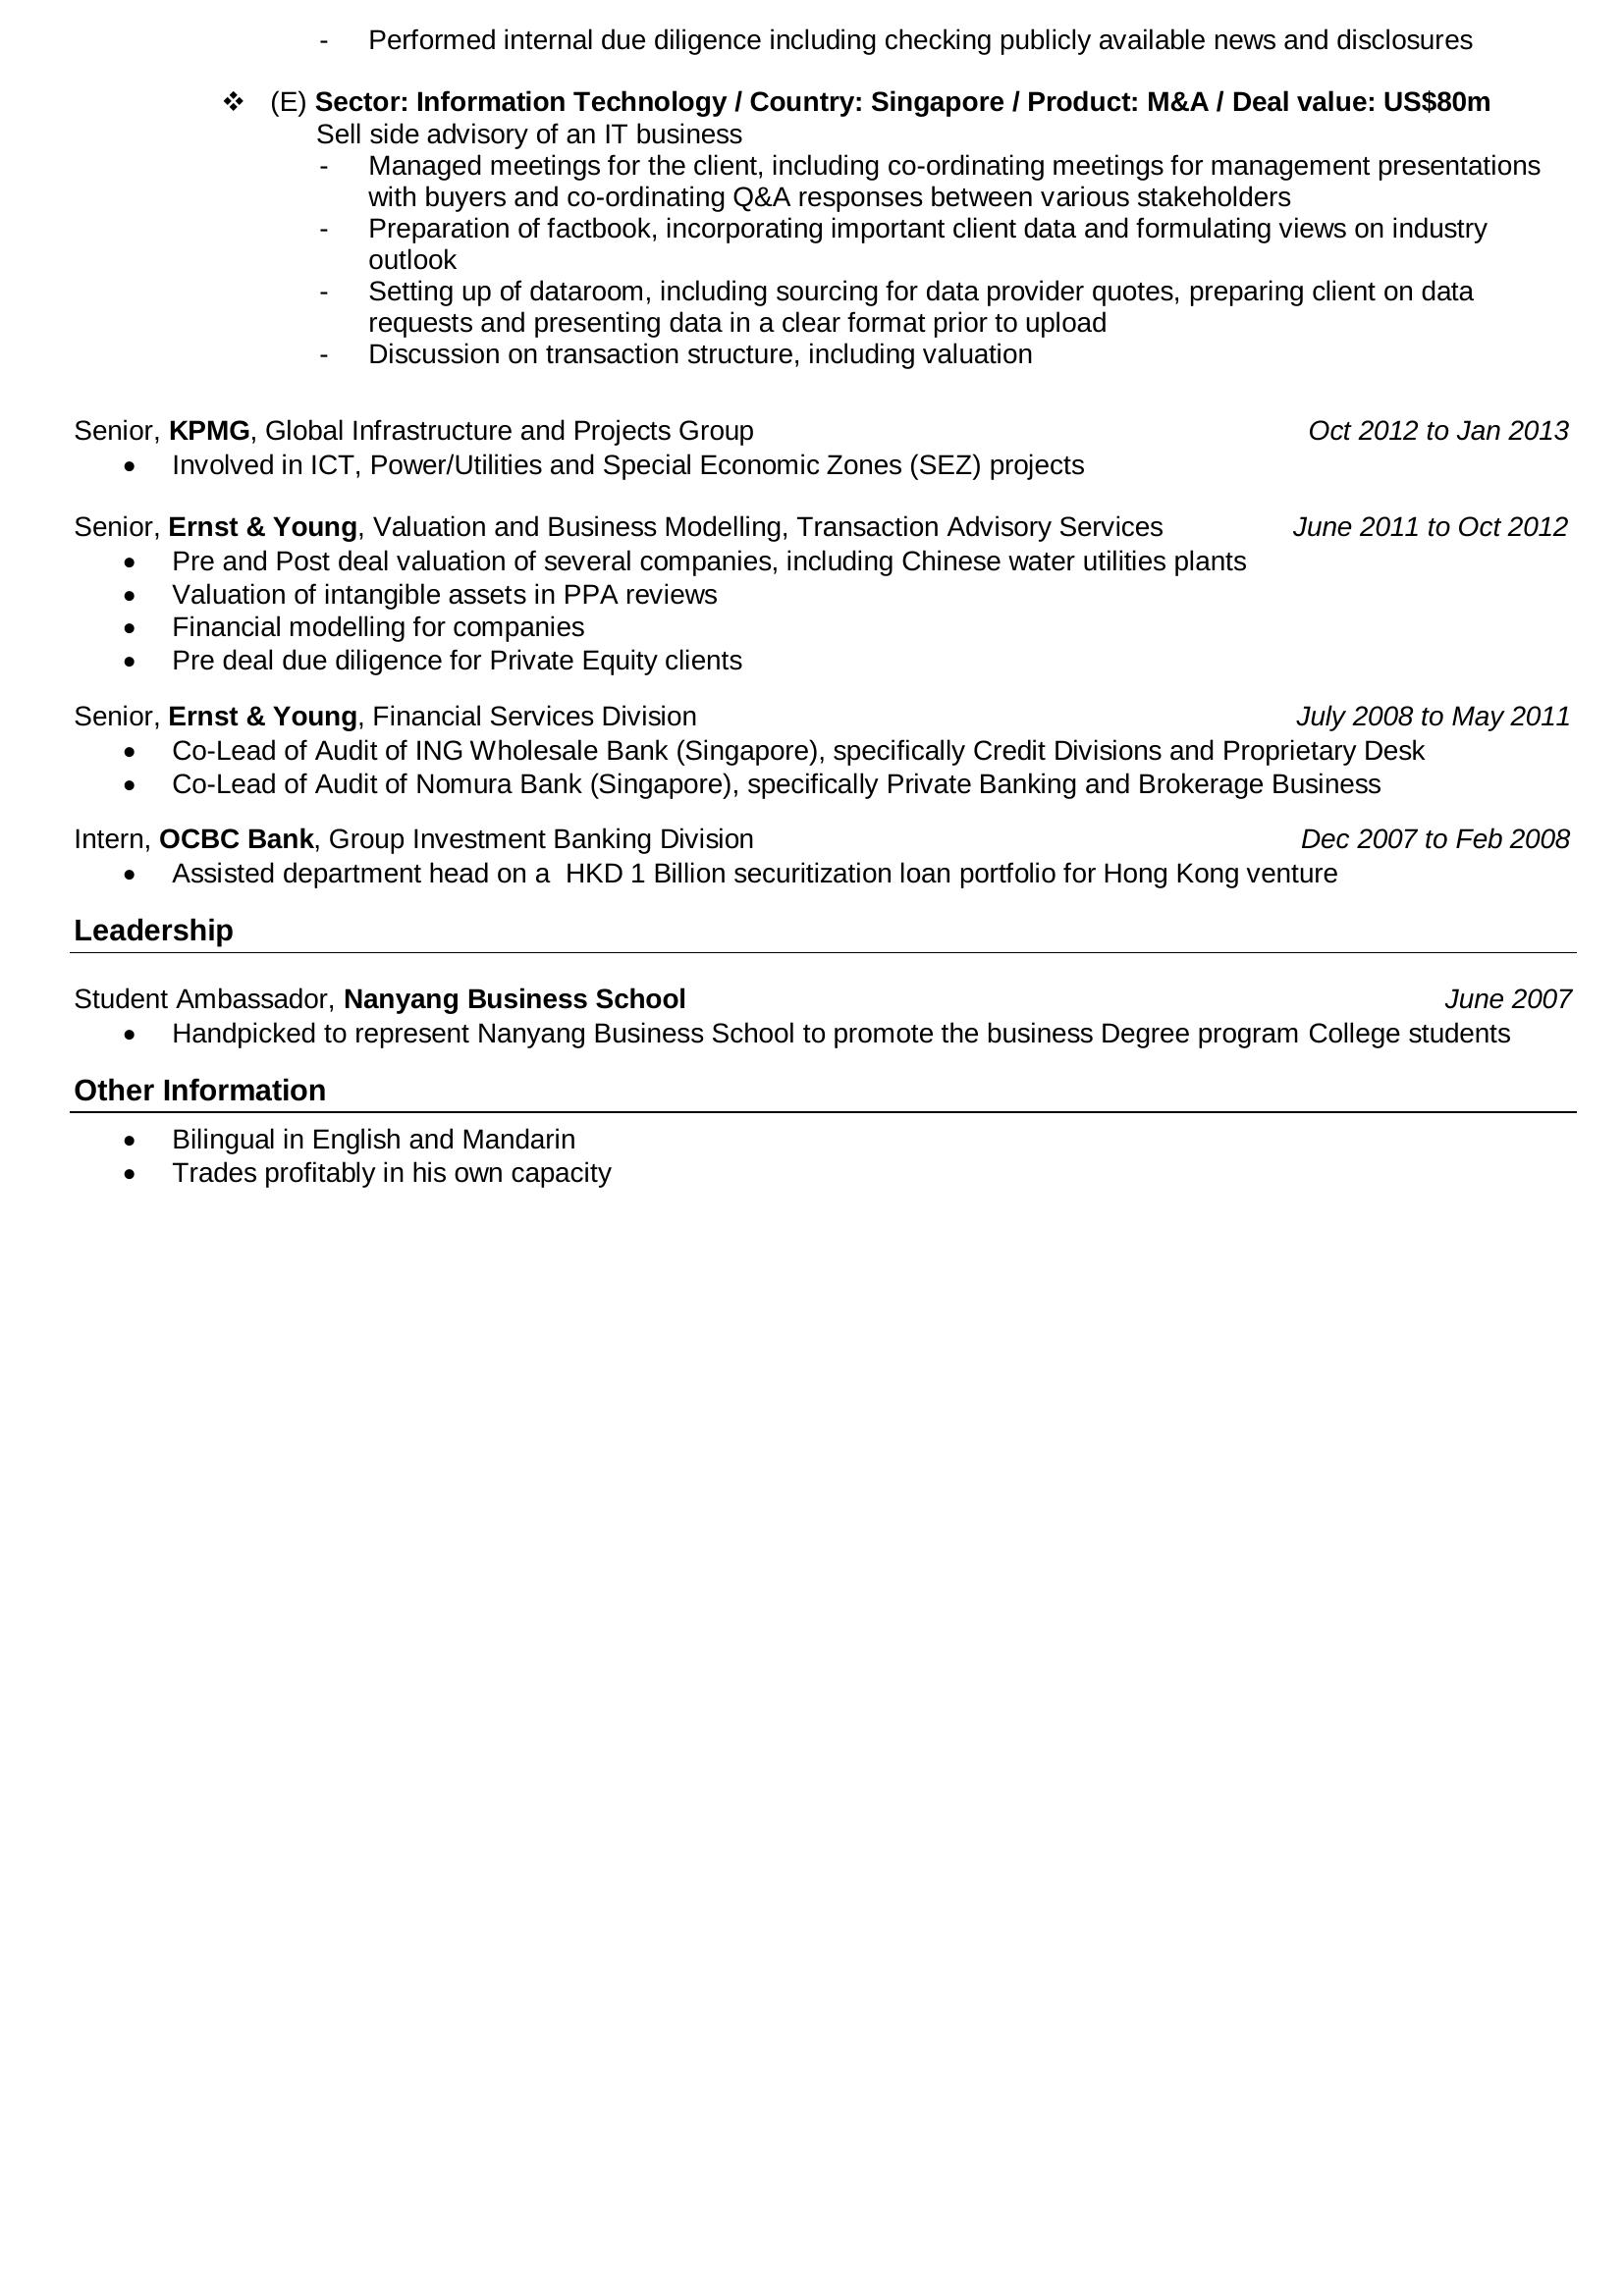 - Performed internal due diligence including checking publicly available news and disclosures
❖ (E) Sector: Information Technology / Country: Singapore / Product: M&A / Deal value: US$80m
Sell side advisory of an IT business
- Managed meetings for the client, including co-ordinating meetings for management presentations
with buyers and co-ordinating Q&A responses between various stakeholders
- Preparation of factbook, incorporating important client data and formulating views on industry
outlook
- Setting up of dataroom, including sourcing for data provider quotes, preparing client on data
requests and presenting data in a clear format prior to upload
- Discussion on transaction structure, including valuation
Senior, KPMG, Global Infrastructure and Projects Group Oct 2012 to Jan 2013
• Involved in ICT, Power/Utilities and Special Economic Zones (SEZ) projects
Senior, Ernst & Young, Valuation and Business Modelling, Transaction Advisory Services June 2011 to Oct 2012
• Pre and Post deal valuation of several companies, including Chinese water utilities plants
• Valuation of intangible assets in PPA reviews
• Financial modelling for companies
• Pre deal due diligence for Private Equity clients
Senior, Ernst & Young, Financial Services Division July 2008 to May 2011
• Co-Lead of Audit of ING Wholesale Bank (Singapore), specifically Credit Divisions and Proprietary Desk
• Co-Lead of Audit of Nomura Bank (Singapore), specifically Private Banking and Brokerage Business
Intern, OCBC Bank, Group Investment Banking Division Dec 2007 to Feb 2008
• Assisted department head on a  HKD 1 Billion securitization loan portfolio for Hong Kong venture
Leadership
Student Ambassador, Nanyang Business School June 2007
• Handpicked to represent Nanyang Business School to promote the business Degree program College students
Other Information
• Bilingual in English and Mandarin
• Trades profitably in his own capacity